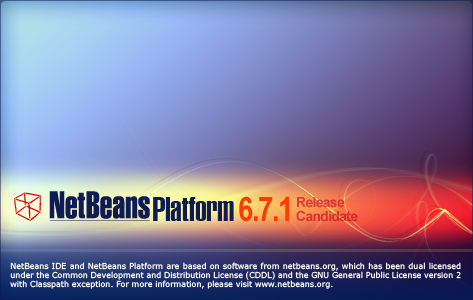 NetBeans Platform 6.7.1 Release
Candidate
NetBeans IDE and NetBeans Platform are based on software from netbeans.org, which has been dual licensed
under the Common Development and Distribution License (CDDL) and the GNU General Public License version 2
with Classpath exception. For more information, please visit www.netbeans.org.